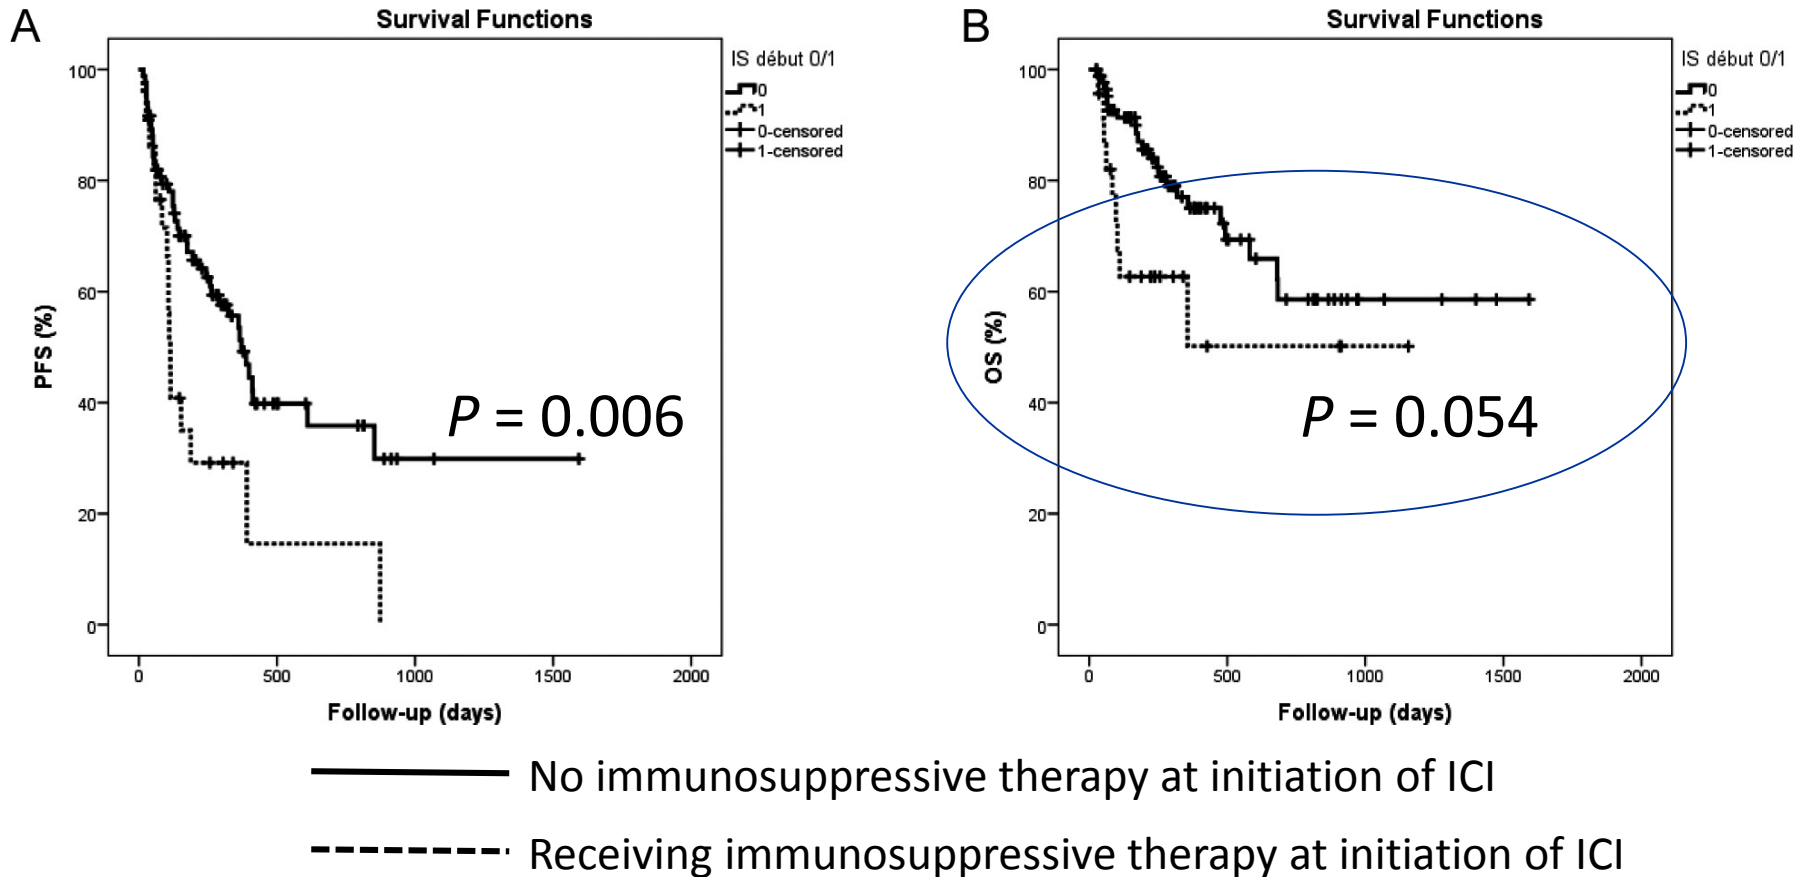 A
Survival Functions
IS début 0/1
0
1
0-censored
1-censored
100
80
60
40
20
0
PFS (%)
P = 0.006
0 500 1000 1500 2000
Follow-up (days)
B
Survival Functions
IS début 0/1
0
1
0-censored
1-censored
100
80
60
40
20
0
OS (%)
P = 0.054
0 500 1000 1500 2000
Follow-up (days)
No immunosuppressive therapy at initiation of ICI
Receiving immunosuppressive therapy at initiation of ICI